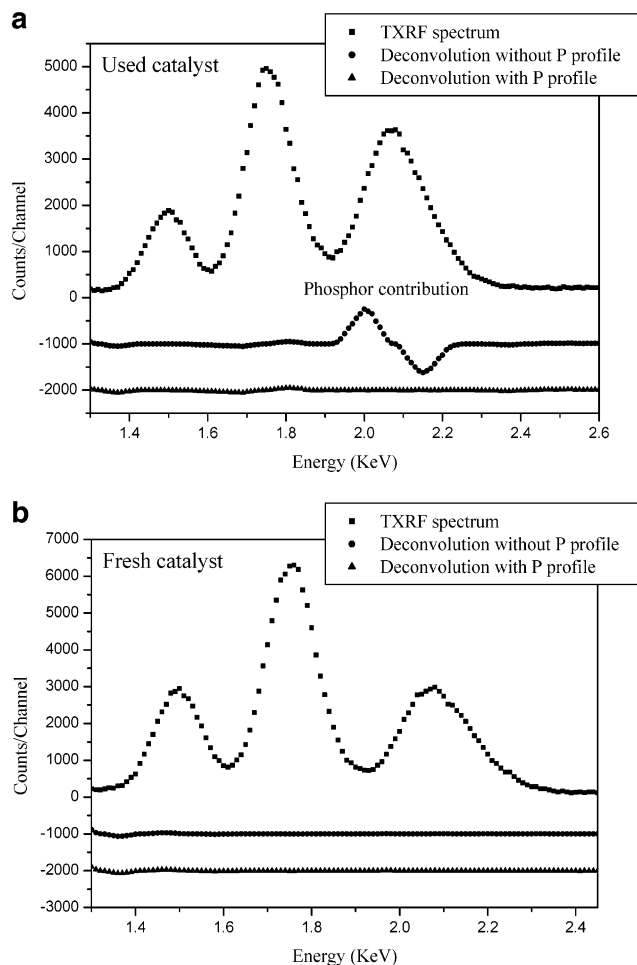 a
TXRF spectrum
Deconvolution without P profile
Deconvolution with P profile
Used catalyst
5000
4000
3000
2000
1000
0
-1000
-2000
Counts/Channel
Phosphor contribution
1.4 1.6 1.8 2.0 2.2 2.4 2.6
Energy (KeV)
b
TXRF spectrum
Deconvolution without P profile
Deconvolution with P profile
Fresh catalyst
7000
6000
5000
4000
3000
2000
1000
0
-1000
-2000
-3000
Counts/Channel
1.4 1.6 1.8 2.0 2.2 2.4
Energy (KeV)